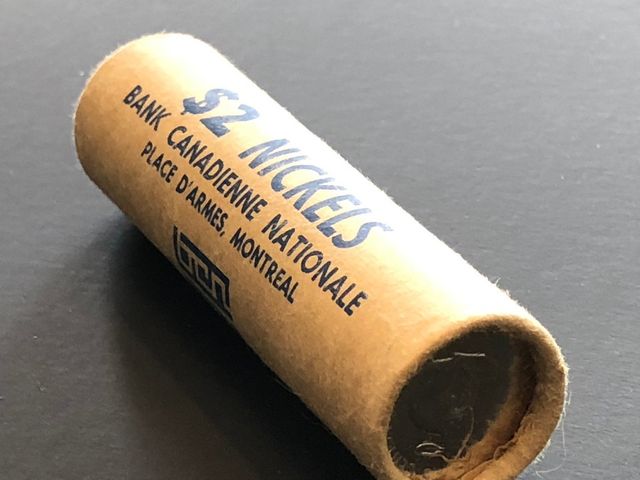 $2 NICKELS
BANK CANADIENNE NATIONALE
PLACE D'ARMES, MONTREAL